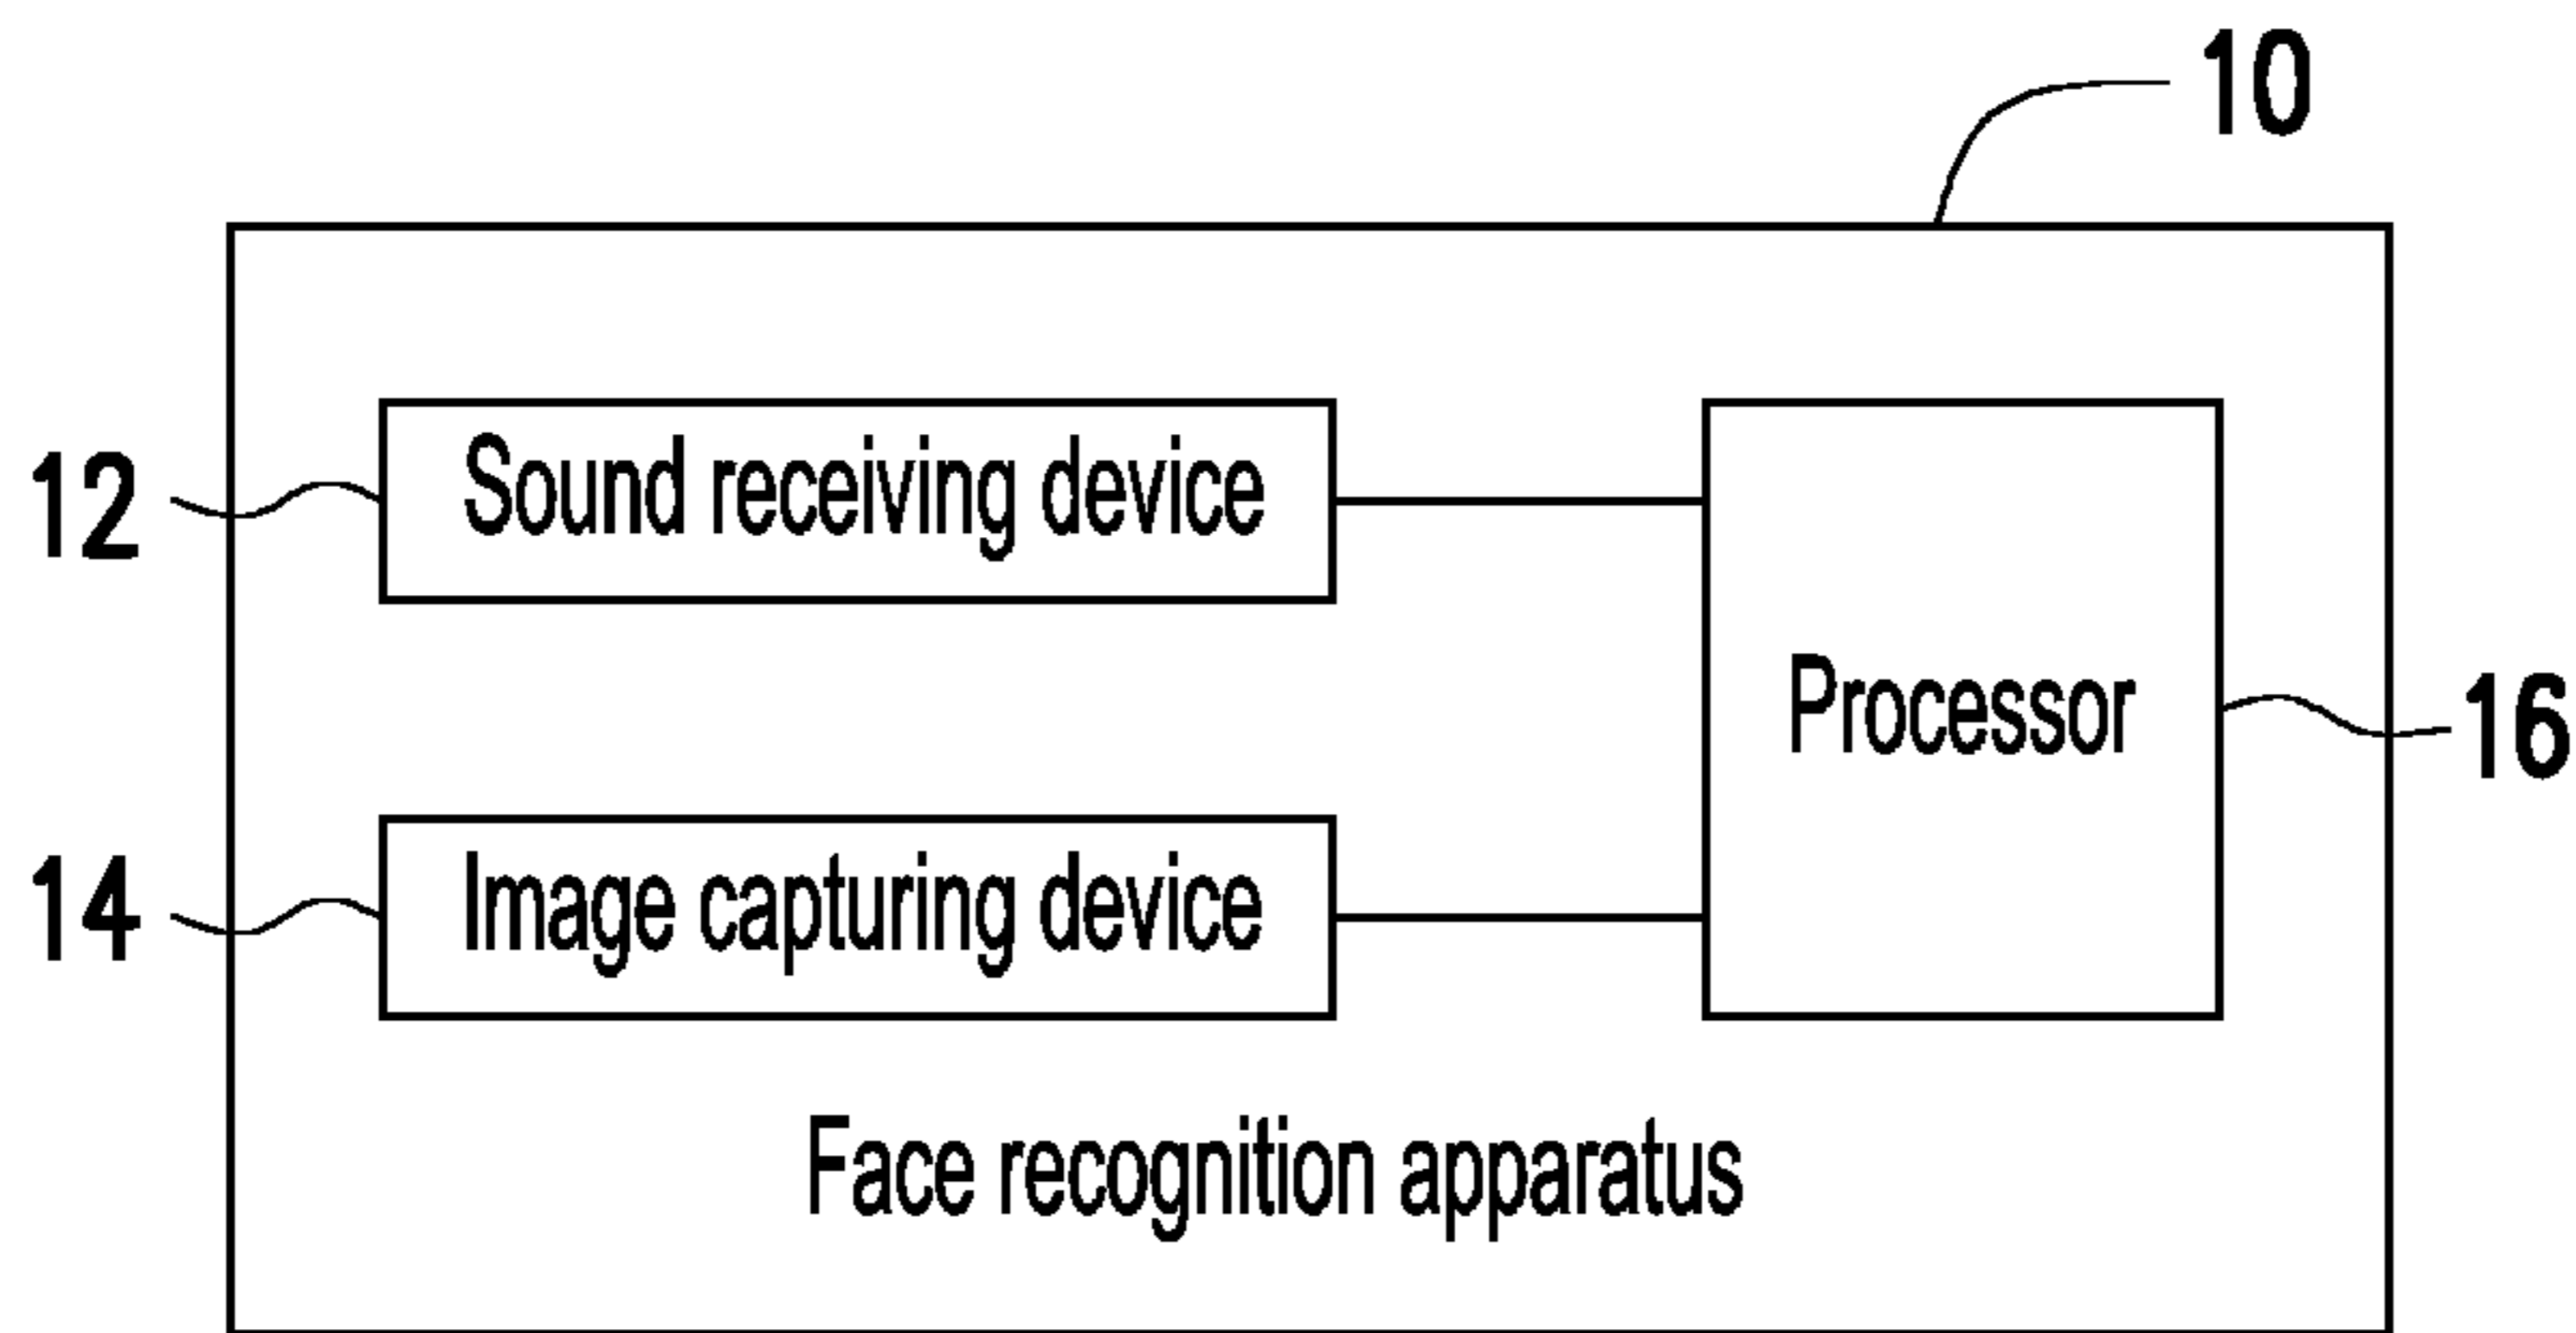 10
12
Sound receiving device
Processor
16
14
Image capturing device
Face recognition apparatus